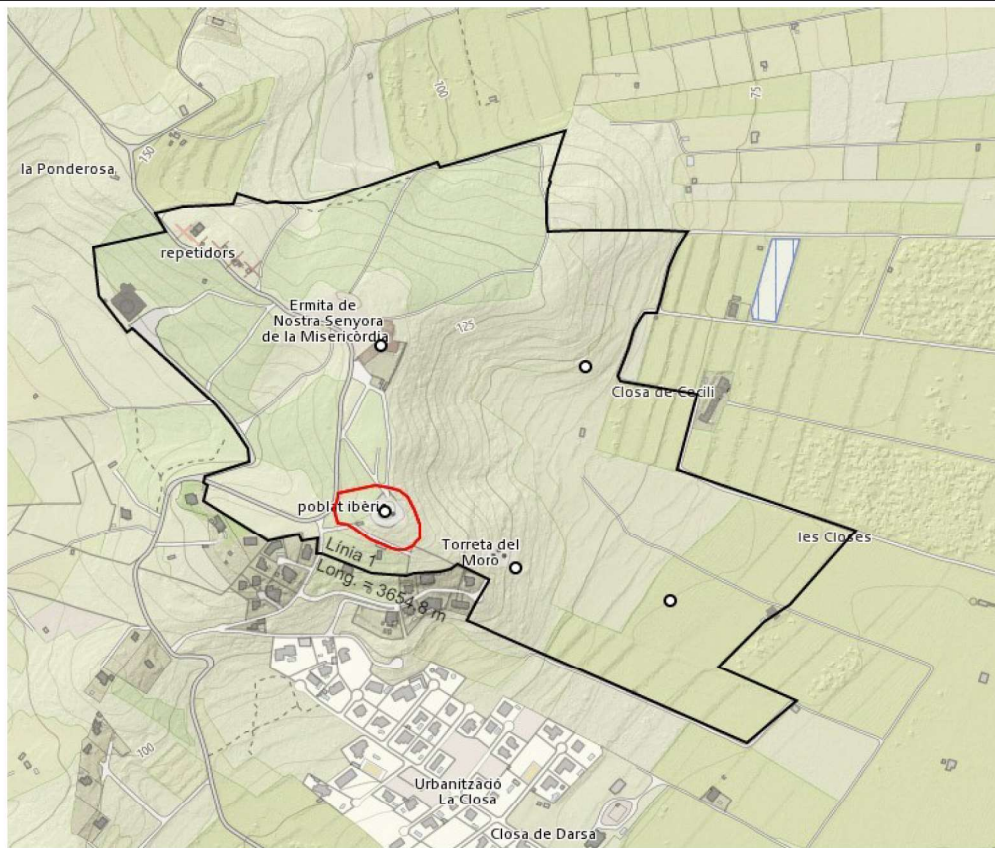 100
75
150
la Ponderosa
repetidors
Ermita de
Nostra Senyora
de la Misericòrdia
125
Closa de Cecili
poblat ibèric
les Closes
Torreta del
Moro
Línia 1
Long. = 3654,8 m
100
Urbanització
La Closa
Closa de Darsa